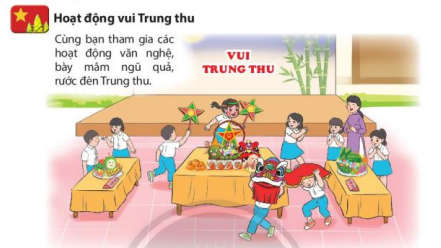 Hoạt động vui Trung thu
Cùng bạn tham gia các
hoạt động văn nghệ,
bày mâm ngũ quả,
rước đèn Trung thu.
VUI
TRUNG THU